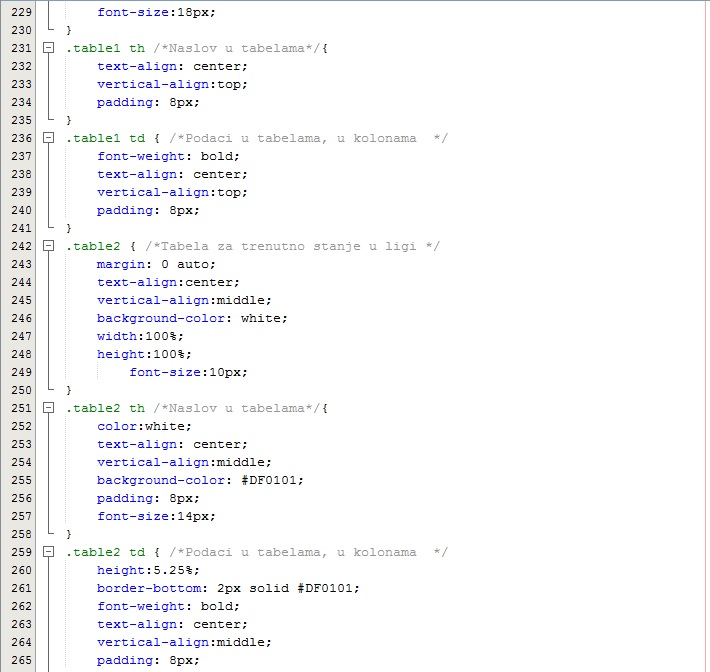 229 font-size:18px;
230 }
231 .table1 th /*Naslov u tabelama*/{
232 text-align: center;
233 vertical-align:top;
234 padding: 8px;
235 }
236 .table1 td { /*Podaci u tabelama, u kolonama  */
237 font-weight: bold;
238 text-align: center;
239 vertical-align:top;
240 padding: 8px;
241 }
242 .table2 { /*Tabela za trenutno stanje u ligi */
243 margin: 0 auto;
244 text-align:center;
245 vertical-align:middle;
246 background-color: white;
247 width:100%;
248 height:100%;
249 font-size:10px;
250 }
251 .table2 th /*Naslov u tabelama*/{
252 color:white;
253 text-align: center;
254 vertical-align:middle;
255 background-color: #DF0101;
256 padding: 8px;
257 font-size:14px;
258 }
259 .table2 td { /*Podaci u tabelama, u kolonama  */
260 height:5.25%;
261 border-bottom: 2px solid #DF0101;
262 font-weight: bold;
263 text-align: center;
264 vertical-align:middle;
265 padding: 8px;